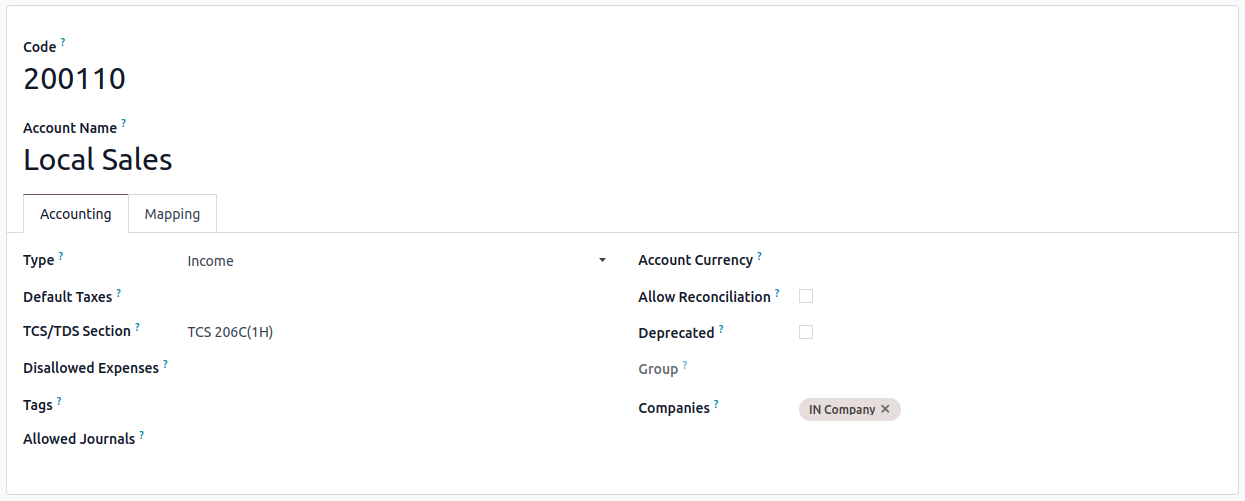 Code ?
200110
Account Name ?
Local Sales
Accounting Mapping
Type ? Income Account Currency ?
Default Taxes ? Allow Reconciliation ?
TCS/TDS Section ? TCS 206C(1H) Deprecated ?
Disallowed Expenses ? Group ?
Tags ? Companies ? IN Company ×
Allowed Journals ?